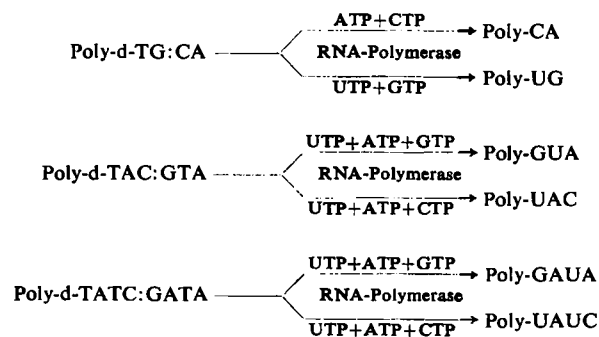 ATP+CTP
Poly-CA
Poly-d-TG:CA
RNA-Polymerase
Poly-UG
UTP+GTP
UTP+ATP+GTP
Poly-GUA
Poly-d-TAC:GTA
RNA-Polymerase
Poly-UAC
UTP+ATP+CTP
UTP+ATP+GTP
Poly-GAUA
Poly-d-TATC:GATA
RNA-Polymerase
Poly-UAUC
UTP+ATP+CTP